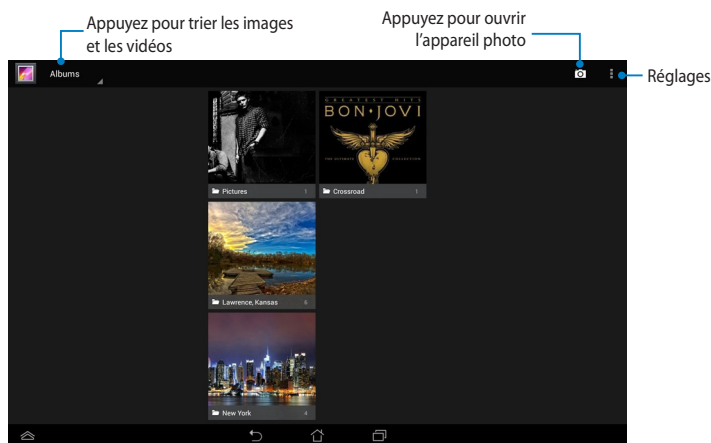 Appuyez pour trier les images
et les vidéos
Appuyez pour ouvrir
l'appareil photo
Réglages
Albums
GREATEST HITS
BON•JOVI
THE ULTIMATE COLLECTION
Pictures 1
Crossroad 1
Lawrence, Kansas 6
New York 4